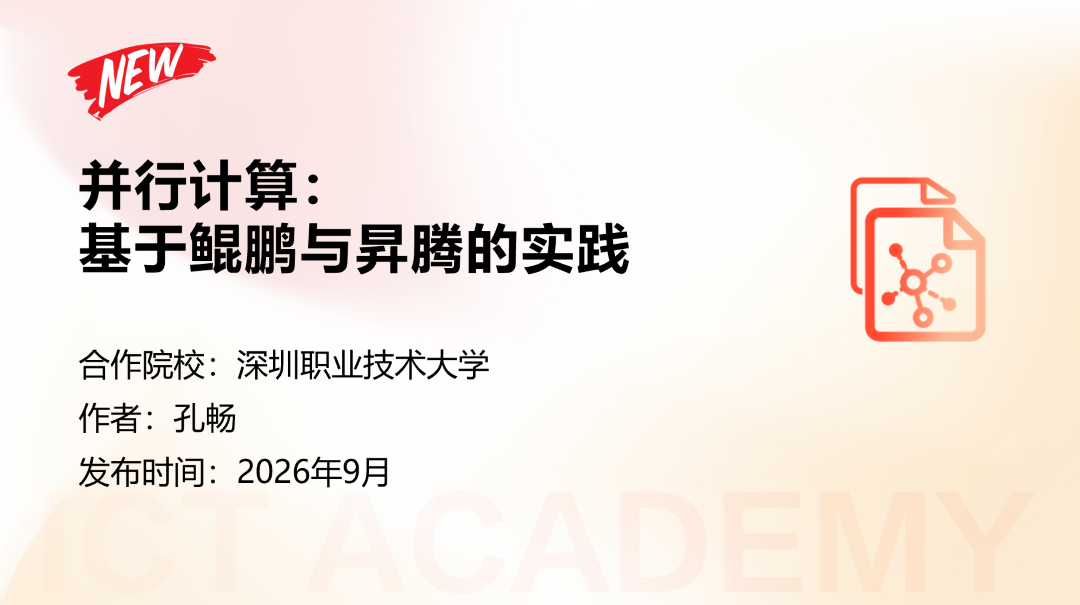 NEW
并行计算：
基于鲲鹏与昇腾的实践
合作院校：深圳职业技术大学
作者：孔畅
发布时间：2026年9月
ICT ACADEMY